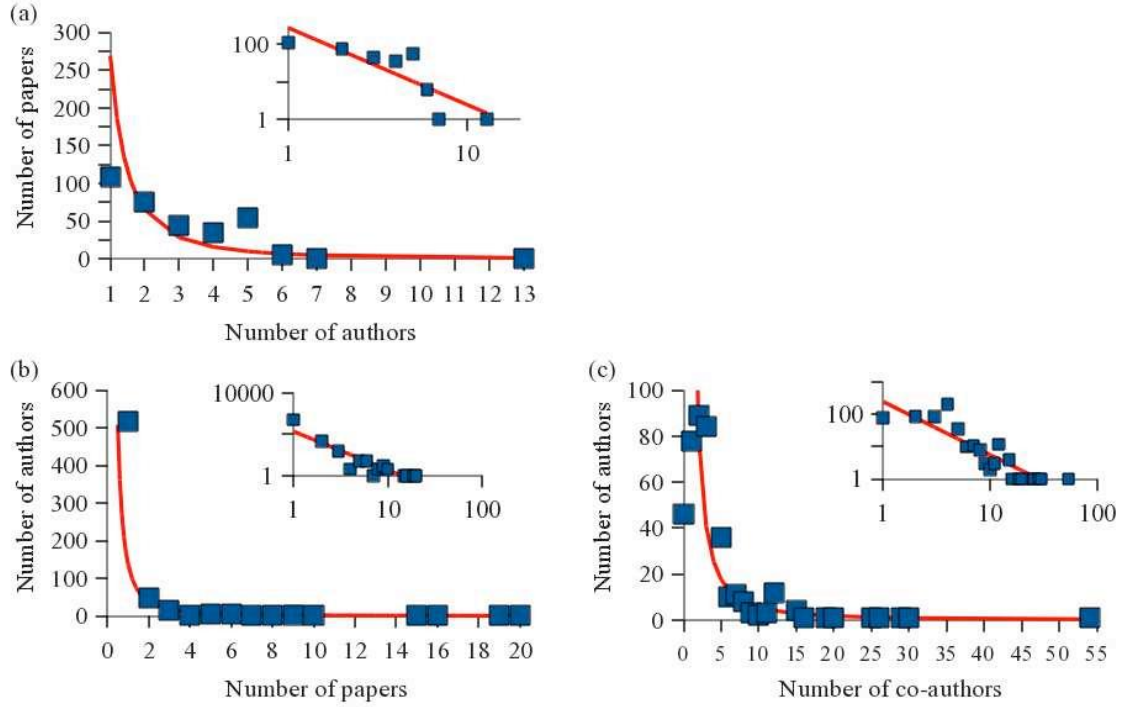 (a)
Number of papers
300
250
200
150
100
50
0
1 2 3 4 5 6 7 8 9 10 11 12 13
Number of authors
100
1
1 10
(b)
Number of authors
600
500
400
300
200
100
0
0 2 4 6 8 10 12 14 16 18 20
Number of papers
10000
1
1 10 100
(c)
Number of authors
100
80
60
40
20
0
0 5 10 15 20 25 30 35 40 45 50 55
Number of co-authors
100
1
1 10 100